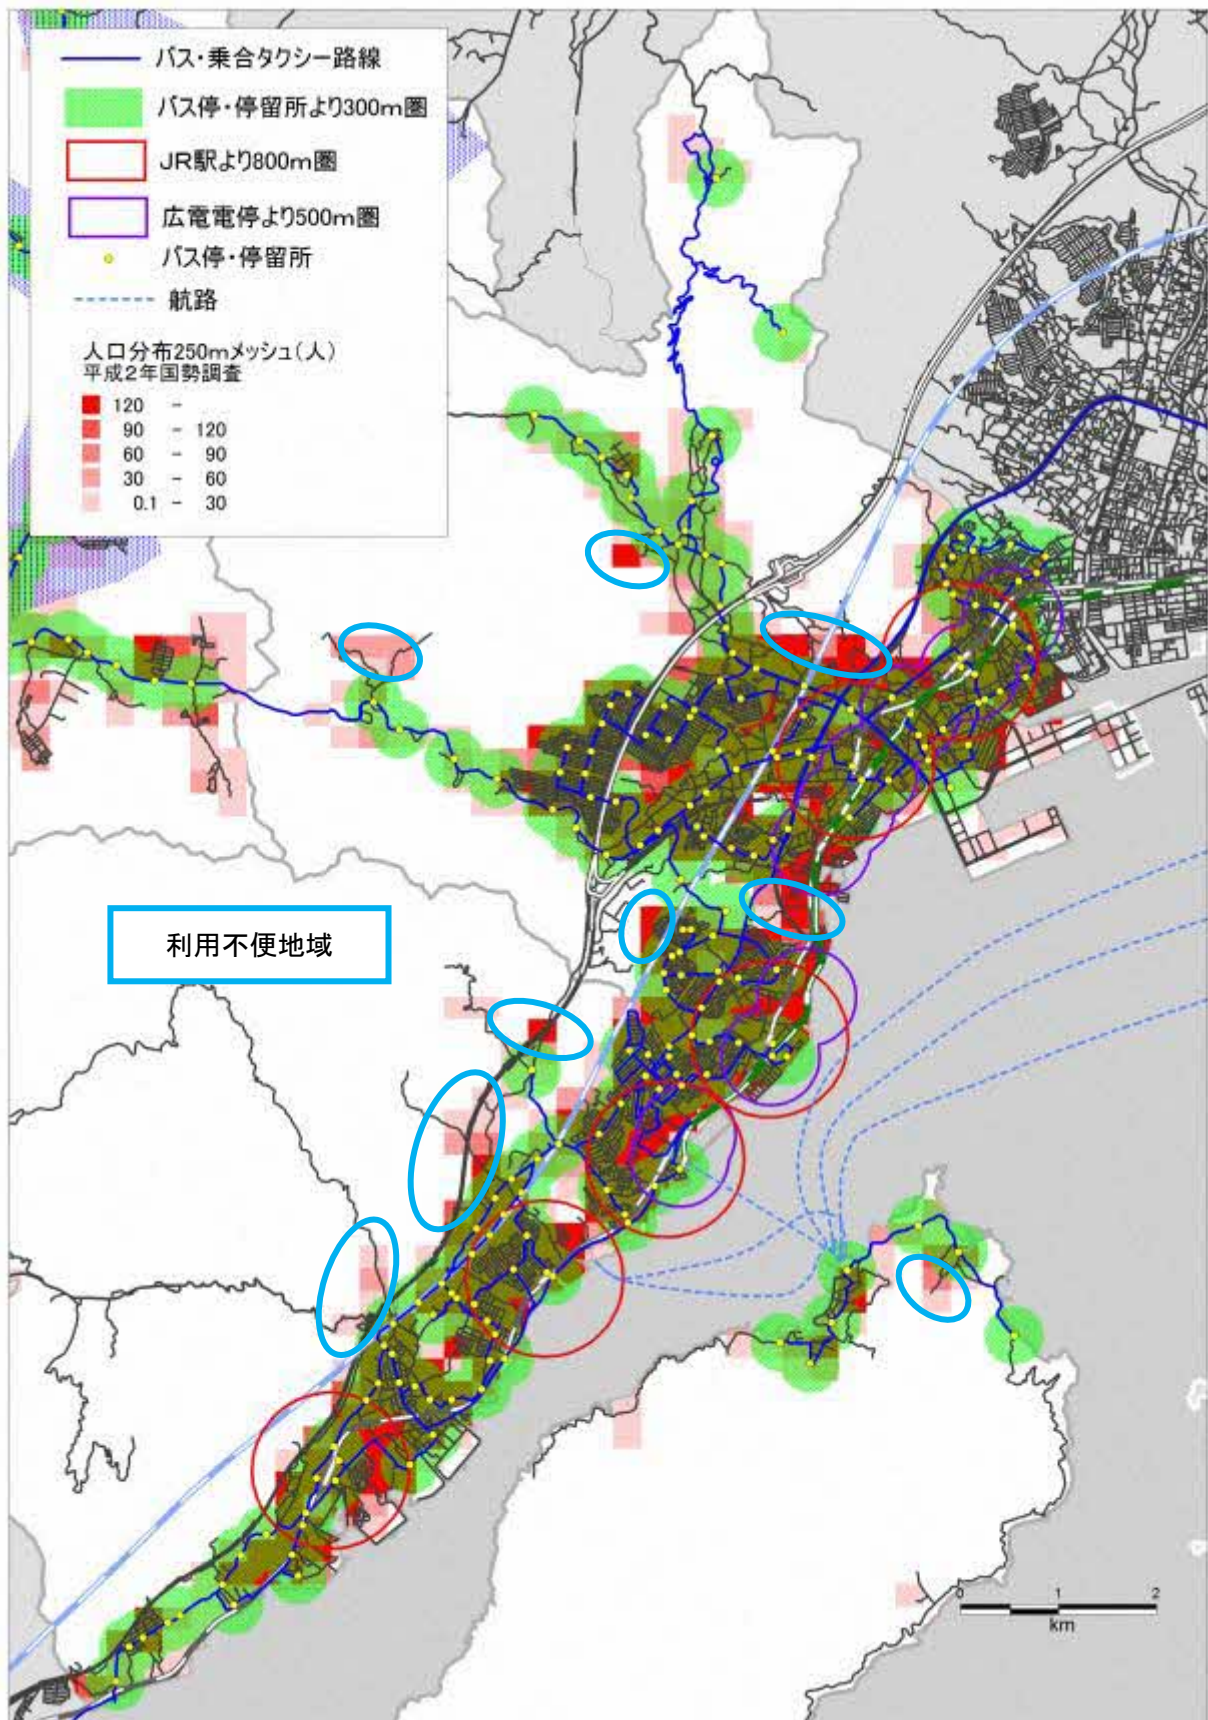 バス・乗合タクシー路線
バス停・停留所より300m圏
JR駅より800m圏
広電電停より500m圏
バス停・停留所
航路
人口分布250mメッシュ(人)
平成2年国勢調査
120 -
90 - 120
60 - 90
30 - 60
0.1 - 30
利用不便地域
0 1 2
km